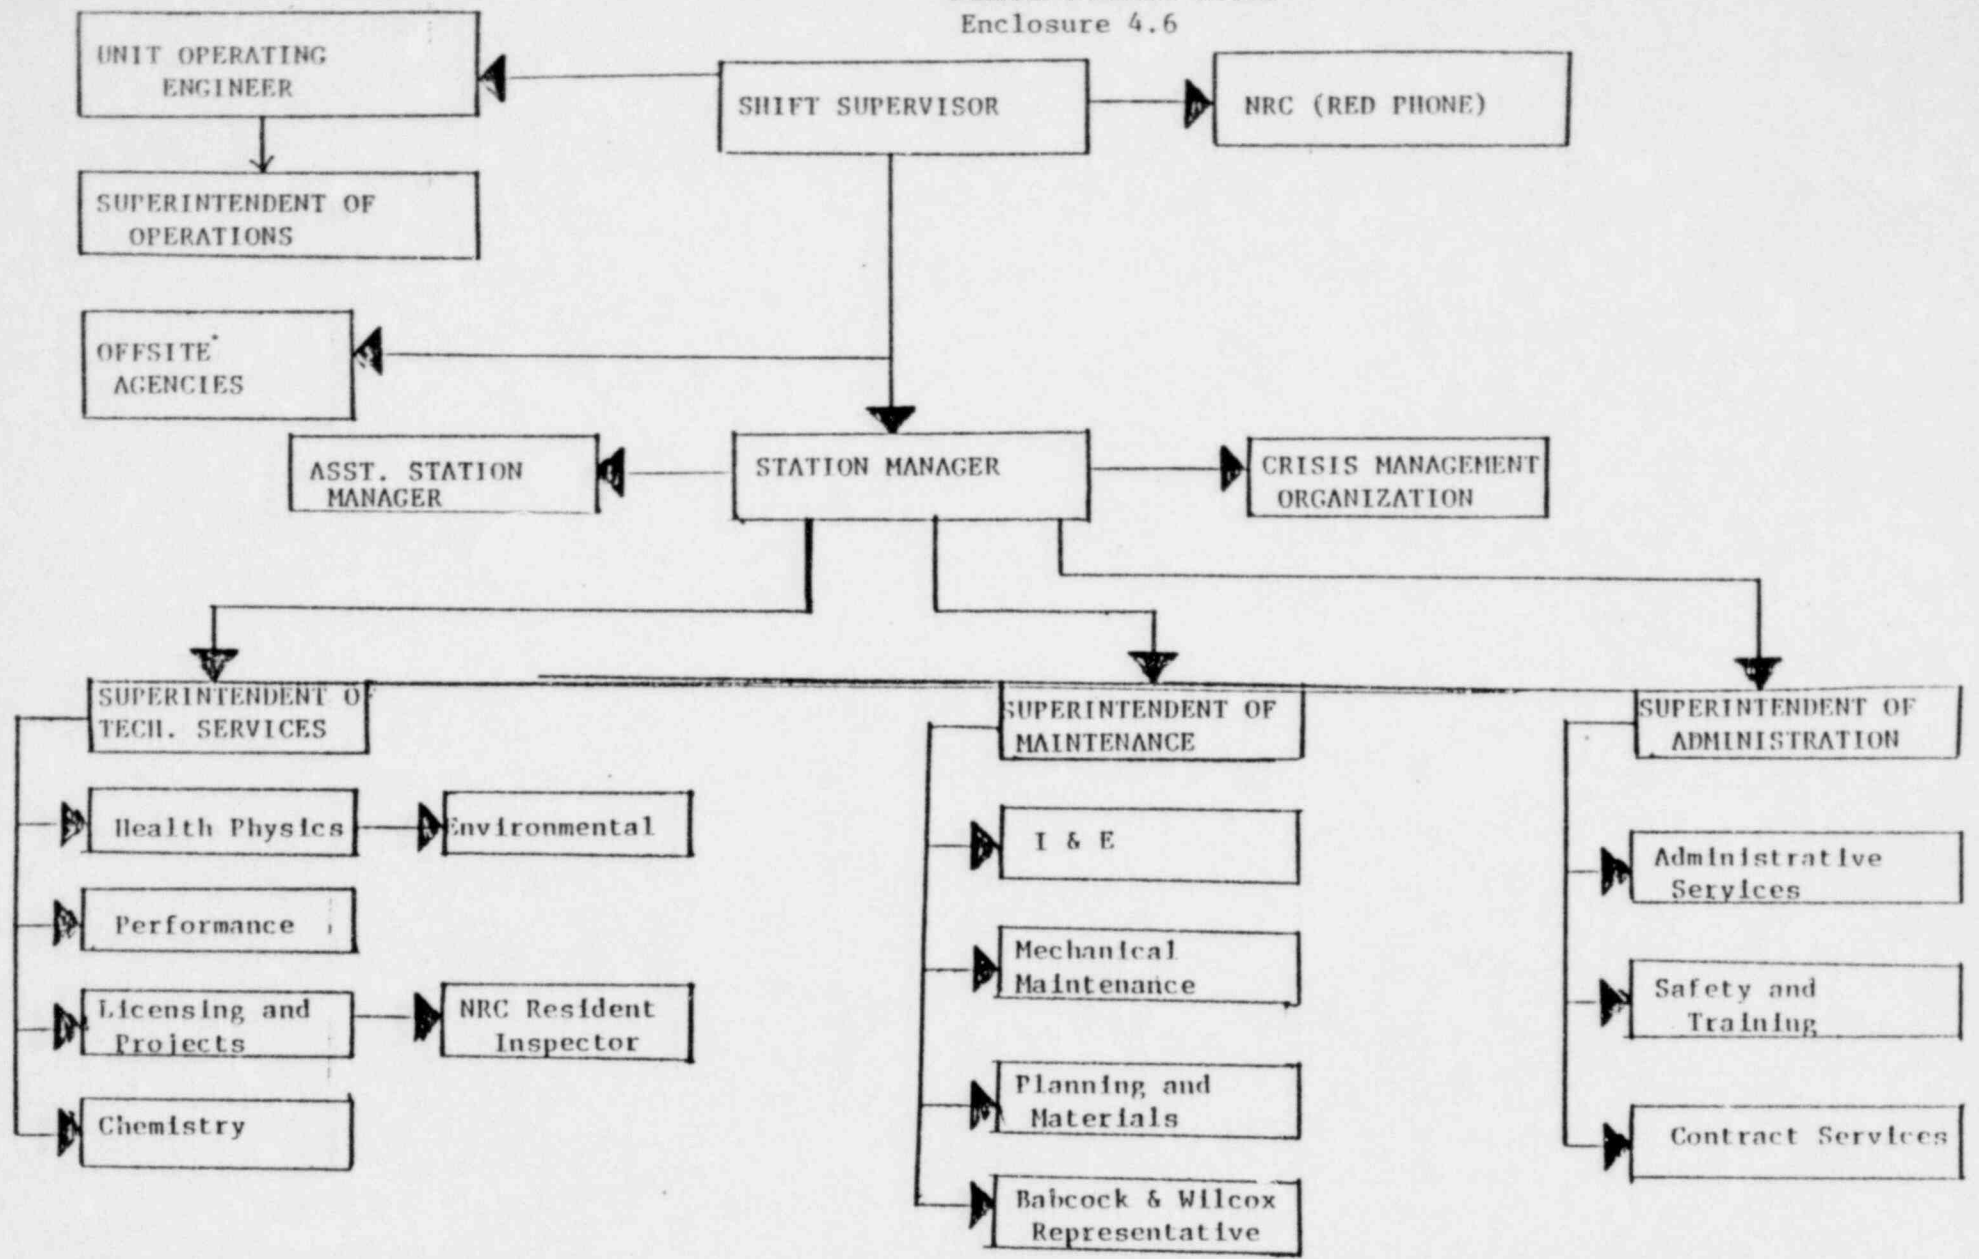 Enclosure 4.6
UNIT OPERATING
ENGINEER
SHIFT SUPERVISOR
NRC (RED PHONE)
SUPERINTENDENT OF
OPERATIONS
OFFSITE*
AGENCIES
ASST. STATION
MANAGER
STATION MANAGER
CRISIS MANAGEMENT
ORGANIZATION
SUPERINTENDENT OF
TECH. SERVICES
Health Physics
Environmental
Performance
Licensing and
Projects
NRC Resident
Inspector
Chemistry
SUPERINTENDENT OF
MAINTENANCE
I & E
Mechanical
Maintenance
Planning and
Materials
Babcock & Wilcox
Representative
SUPERINTENDENT OF
ADMINISTRATION
Administrative
Services
Safety and
Training
Contract Services